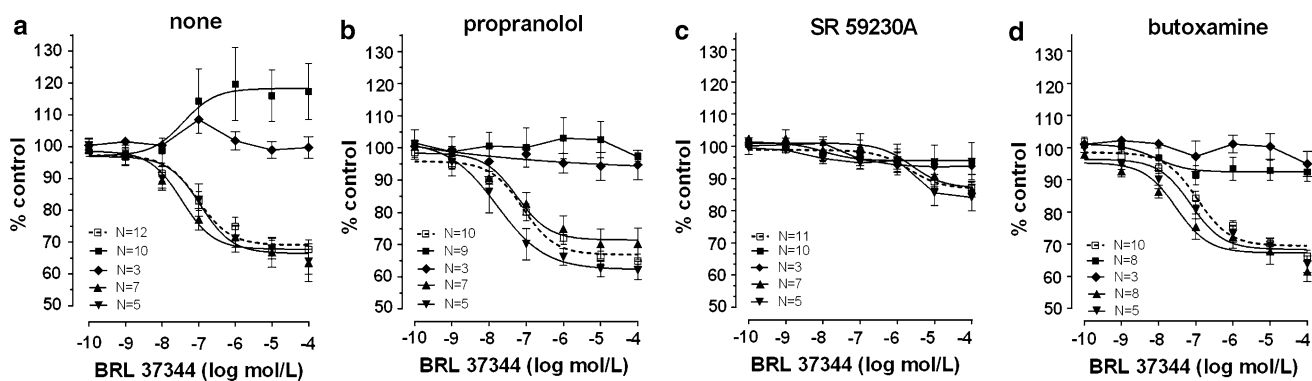 a none
% control
130
120
110
100
90
80
70
60
50
N=12
N=10
N=3
N=7
N=5
-10 -9 -8 -7 -6 -5 -4
BRL 37344 (log mol/L)
b propranolol
% control
130
120
110
100
90
80
70
60
50
N=10
N=9
N=3
N=7
N=5
-10 -9 -8 -7 -6 -5 -4
BRL 37344 (log mol/L)
c SR 59230A
% control
130
120
110
100
90
80
70
60
50
N=11
N=10
N=3
N=7
N=5
-10 -9 -8 -7 -6 -5 -4
BRL 37344 (log mol/L)
d butoxamine
% control
130
120
110
100
90
80
70
60
50
N=10
N=8
N=3
N=8
N=5
-10 -9 -8 -7 -6 -5 -4
BRL 37344 (log mol/L)